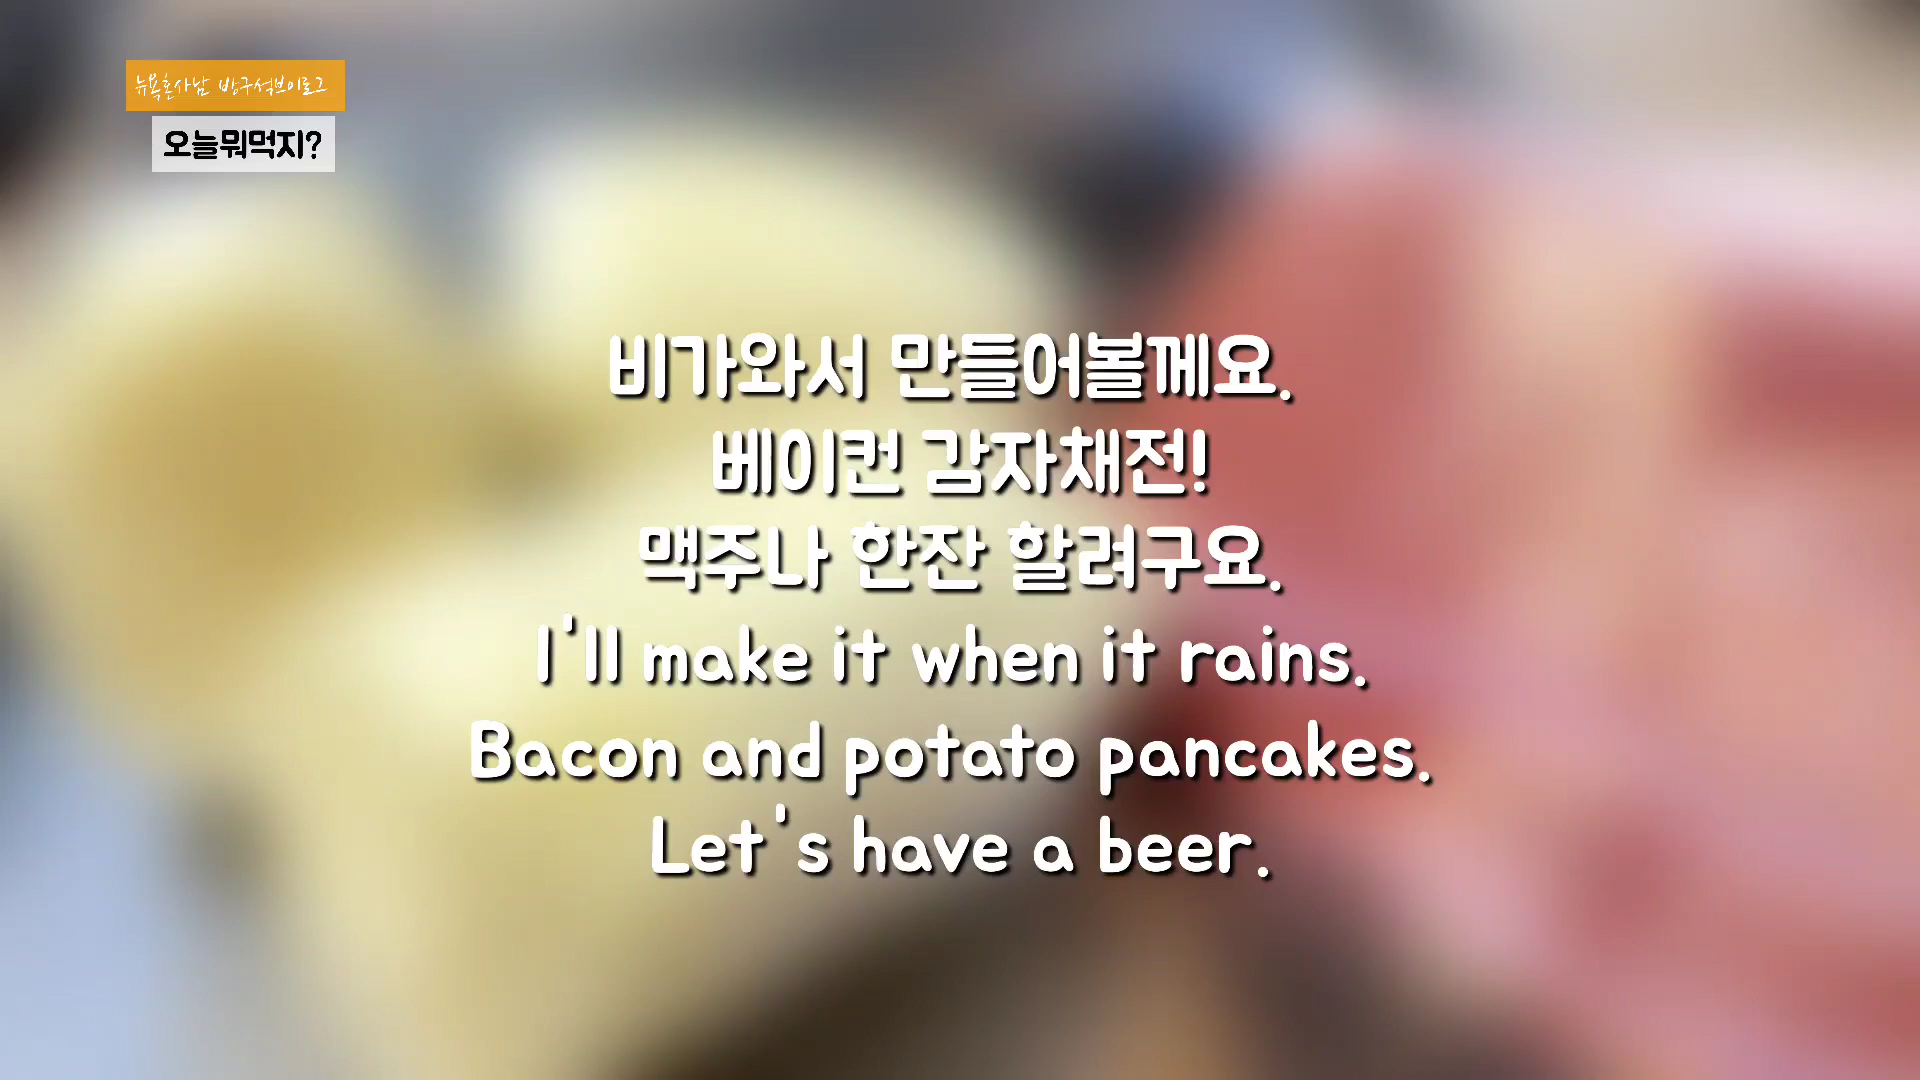 뉴욕혼사남 방구석브이로그
오늘뭐먹지?
비가와서 만들어볼께요.
베이컨 감자채전!
맥주나 한잔 할려구요.
I'll make it when it rains.
Bacon and potato pancakes.
Let's have a beer.